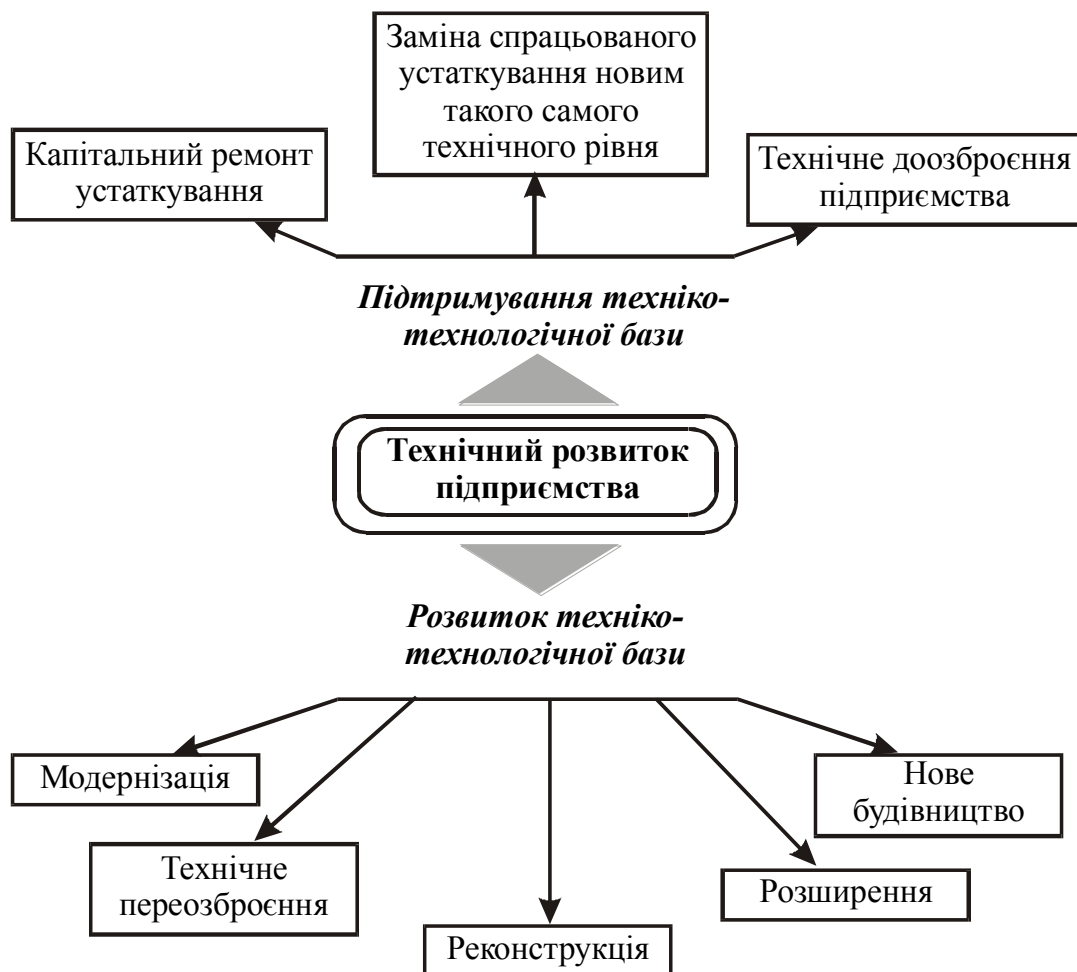 Заміна спрацьованого
устаткування новим
такого самого
технічного рівня
Капітальний ремонт
устаткування
Технічне доозброєння
підприємства
Підтримування техніко-
технологічної бази
Технічний розвиток
підприємства
Розвиток техніко-
технологічної бази
Модернізація
Технічне
переозброєння
Реконструкція
Розширення
Нове
будівництво